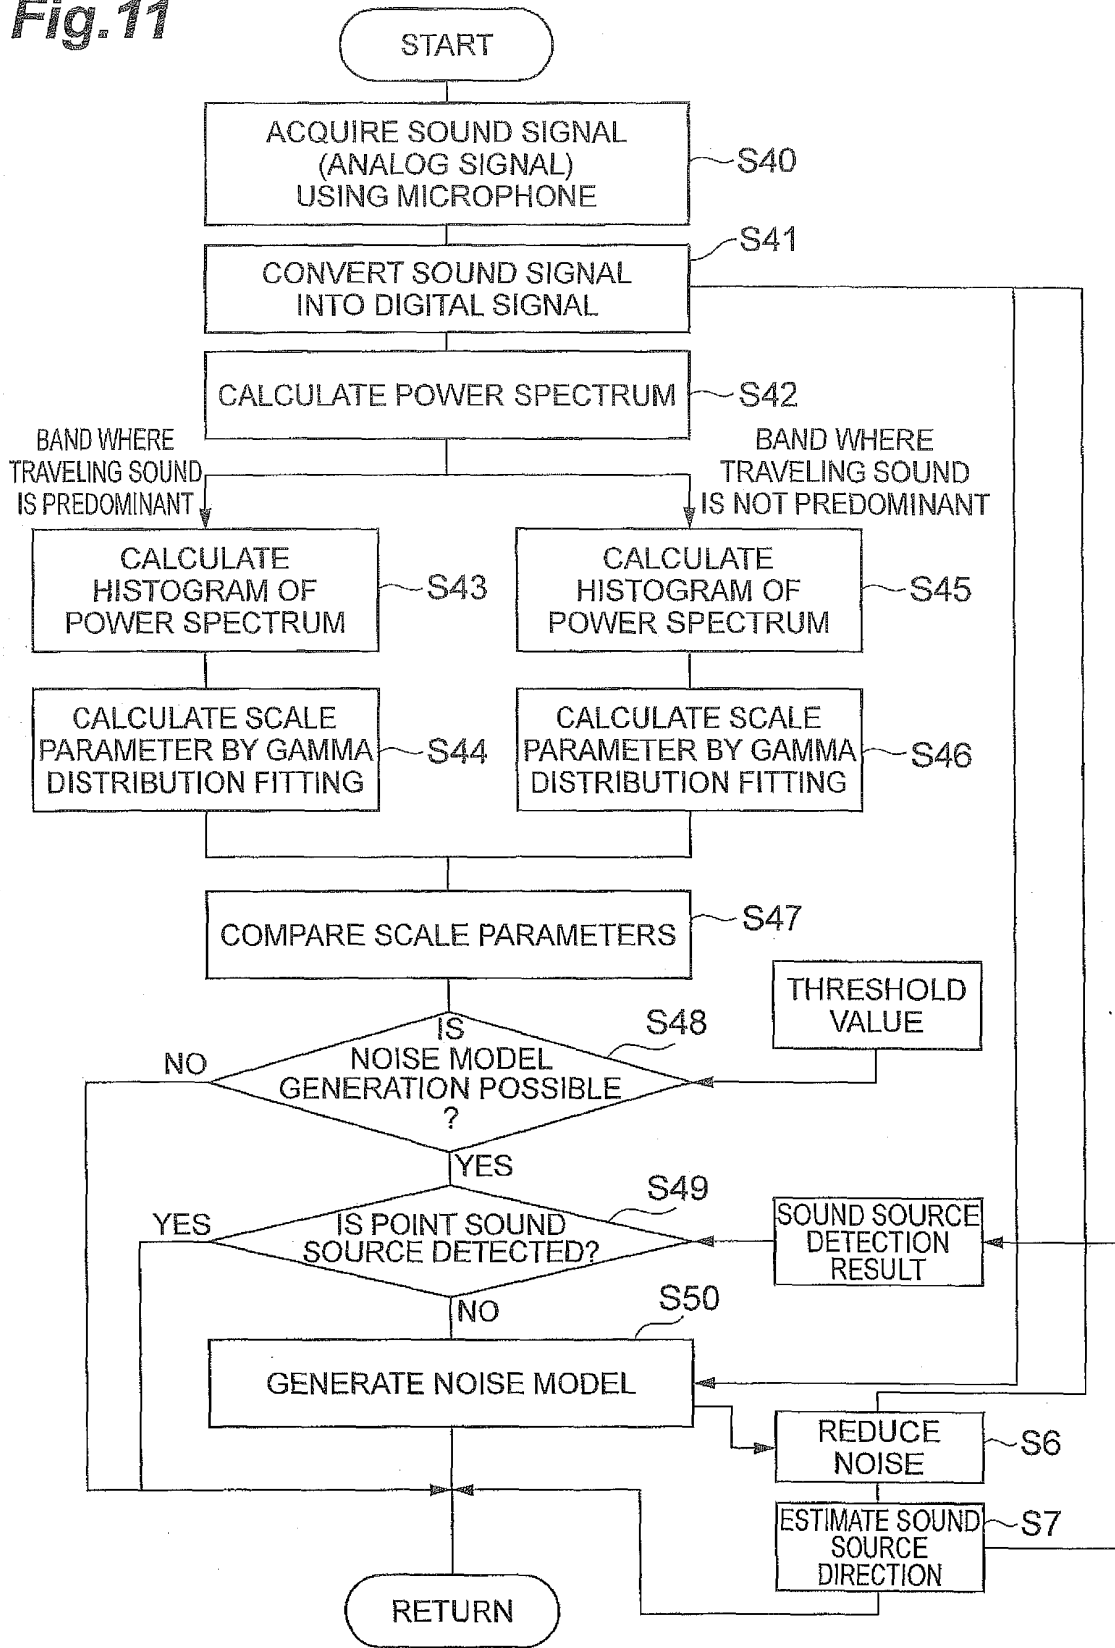 Fig.11
START
ACQUIRE SOUND SIGNAL
(ANALOG SIGNAL)
USING MICROPHONE
S40
CONVERT SOUND SIGNAL
INTO DIGITAL SIGNAL
S41
CALCULATE POWER SPECTRUM
S42
BAND WHERE
TRAVELING SOUND
IS PREDOMINANT
BAND WHERE
TRAVELING SOUND
IS NOT PREDOMINANT
CALCULATE
HISTOGRAM OF
POWER SPECTRUM
S43
CALCULATE
HISTOGRAM OF
POWER SPECTRUM
S45
CALCULATE SCALE
PARAMETER BY GAMMA
DISTRIBUTION FITTING
S44
CALCULATE SCALE
PARAMETER BY GAMMA
DISTRIBUTION FITTING
S46
COMPARE SCALE PARAMETERS
S47
THRESHOLD
VALUE
IS
NOISE MODEL
GENERATION POSSIBLE
?
S48
NO
YES
IS POINT SOUND
SOURCE DETECTED?
S49
YES
NO
SOUND SOURCE
DETECTION
RESULT
GENERATE NOISE MODEL
S50
REDUCE
NOISE
S6
ESTIMATE SOUND
SOURCE
DIRECTION
S7
RETURN